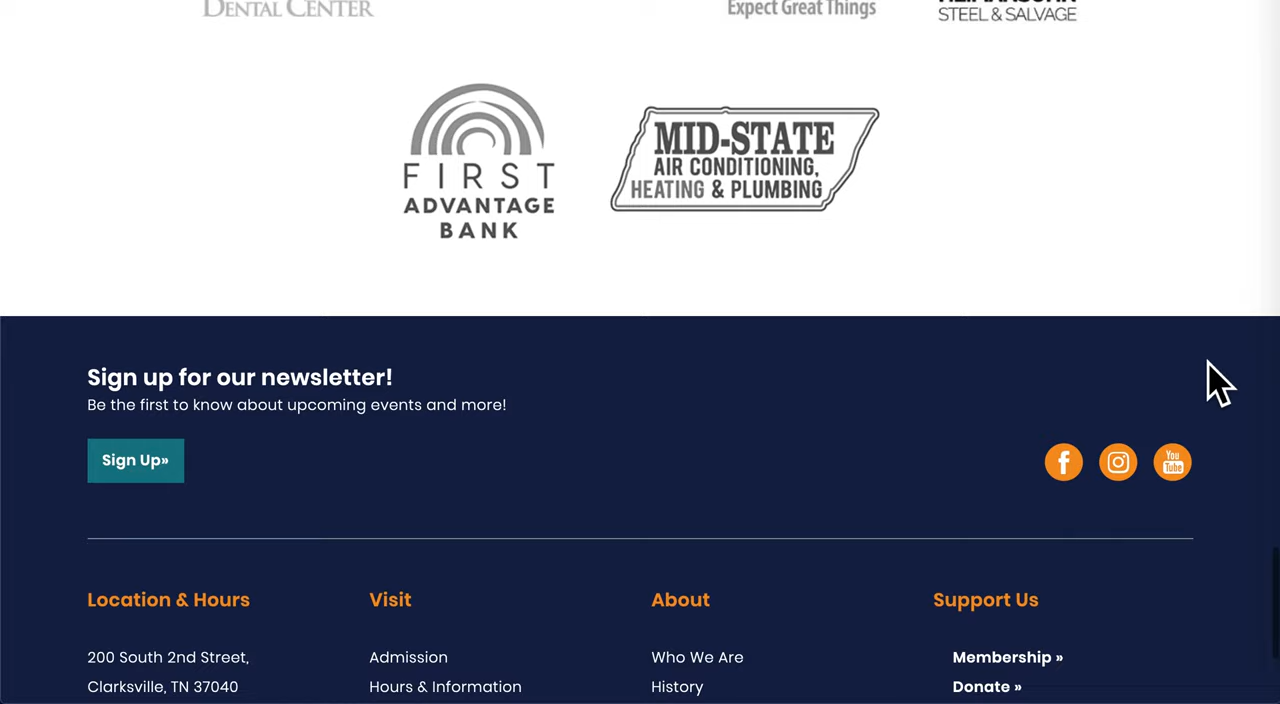 DENTAL CENTER
Expect Great Things
STEEL & SALVAGE
FIRST
ADVANTAGE
BANK
MID-STATE
AIR CONDITIONING,
HEATING & PLUMBING
Sign up for our newsletter!
Be the first to know about upcoming events and more!
Sign Up»
You
Tube
Location & Hours
Visit
About
Support Us
200 South 2nd Street,
Admission
Who We Are
Membership »
Clarksville, TN 37040
Hours & Information
History
Donate »